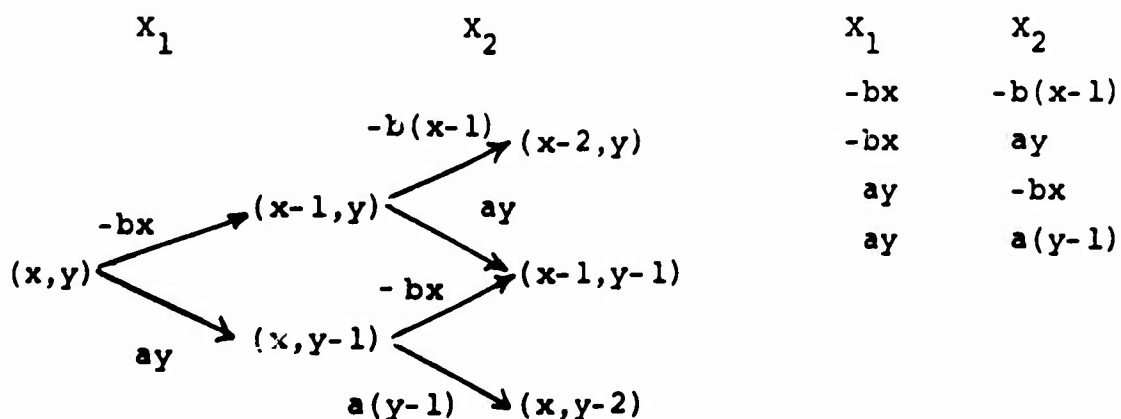 X1 X2 X1 X2
-bx -b(x-1)
-b(x-1) (x-2,y) -bx ay
(x-1,y) ay ay -bx
-bx ay a(y-1)
(x,y) -bx (x-1,y-1)
ay (x,y-1)
a(y-1) (x,y-2)